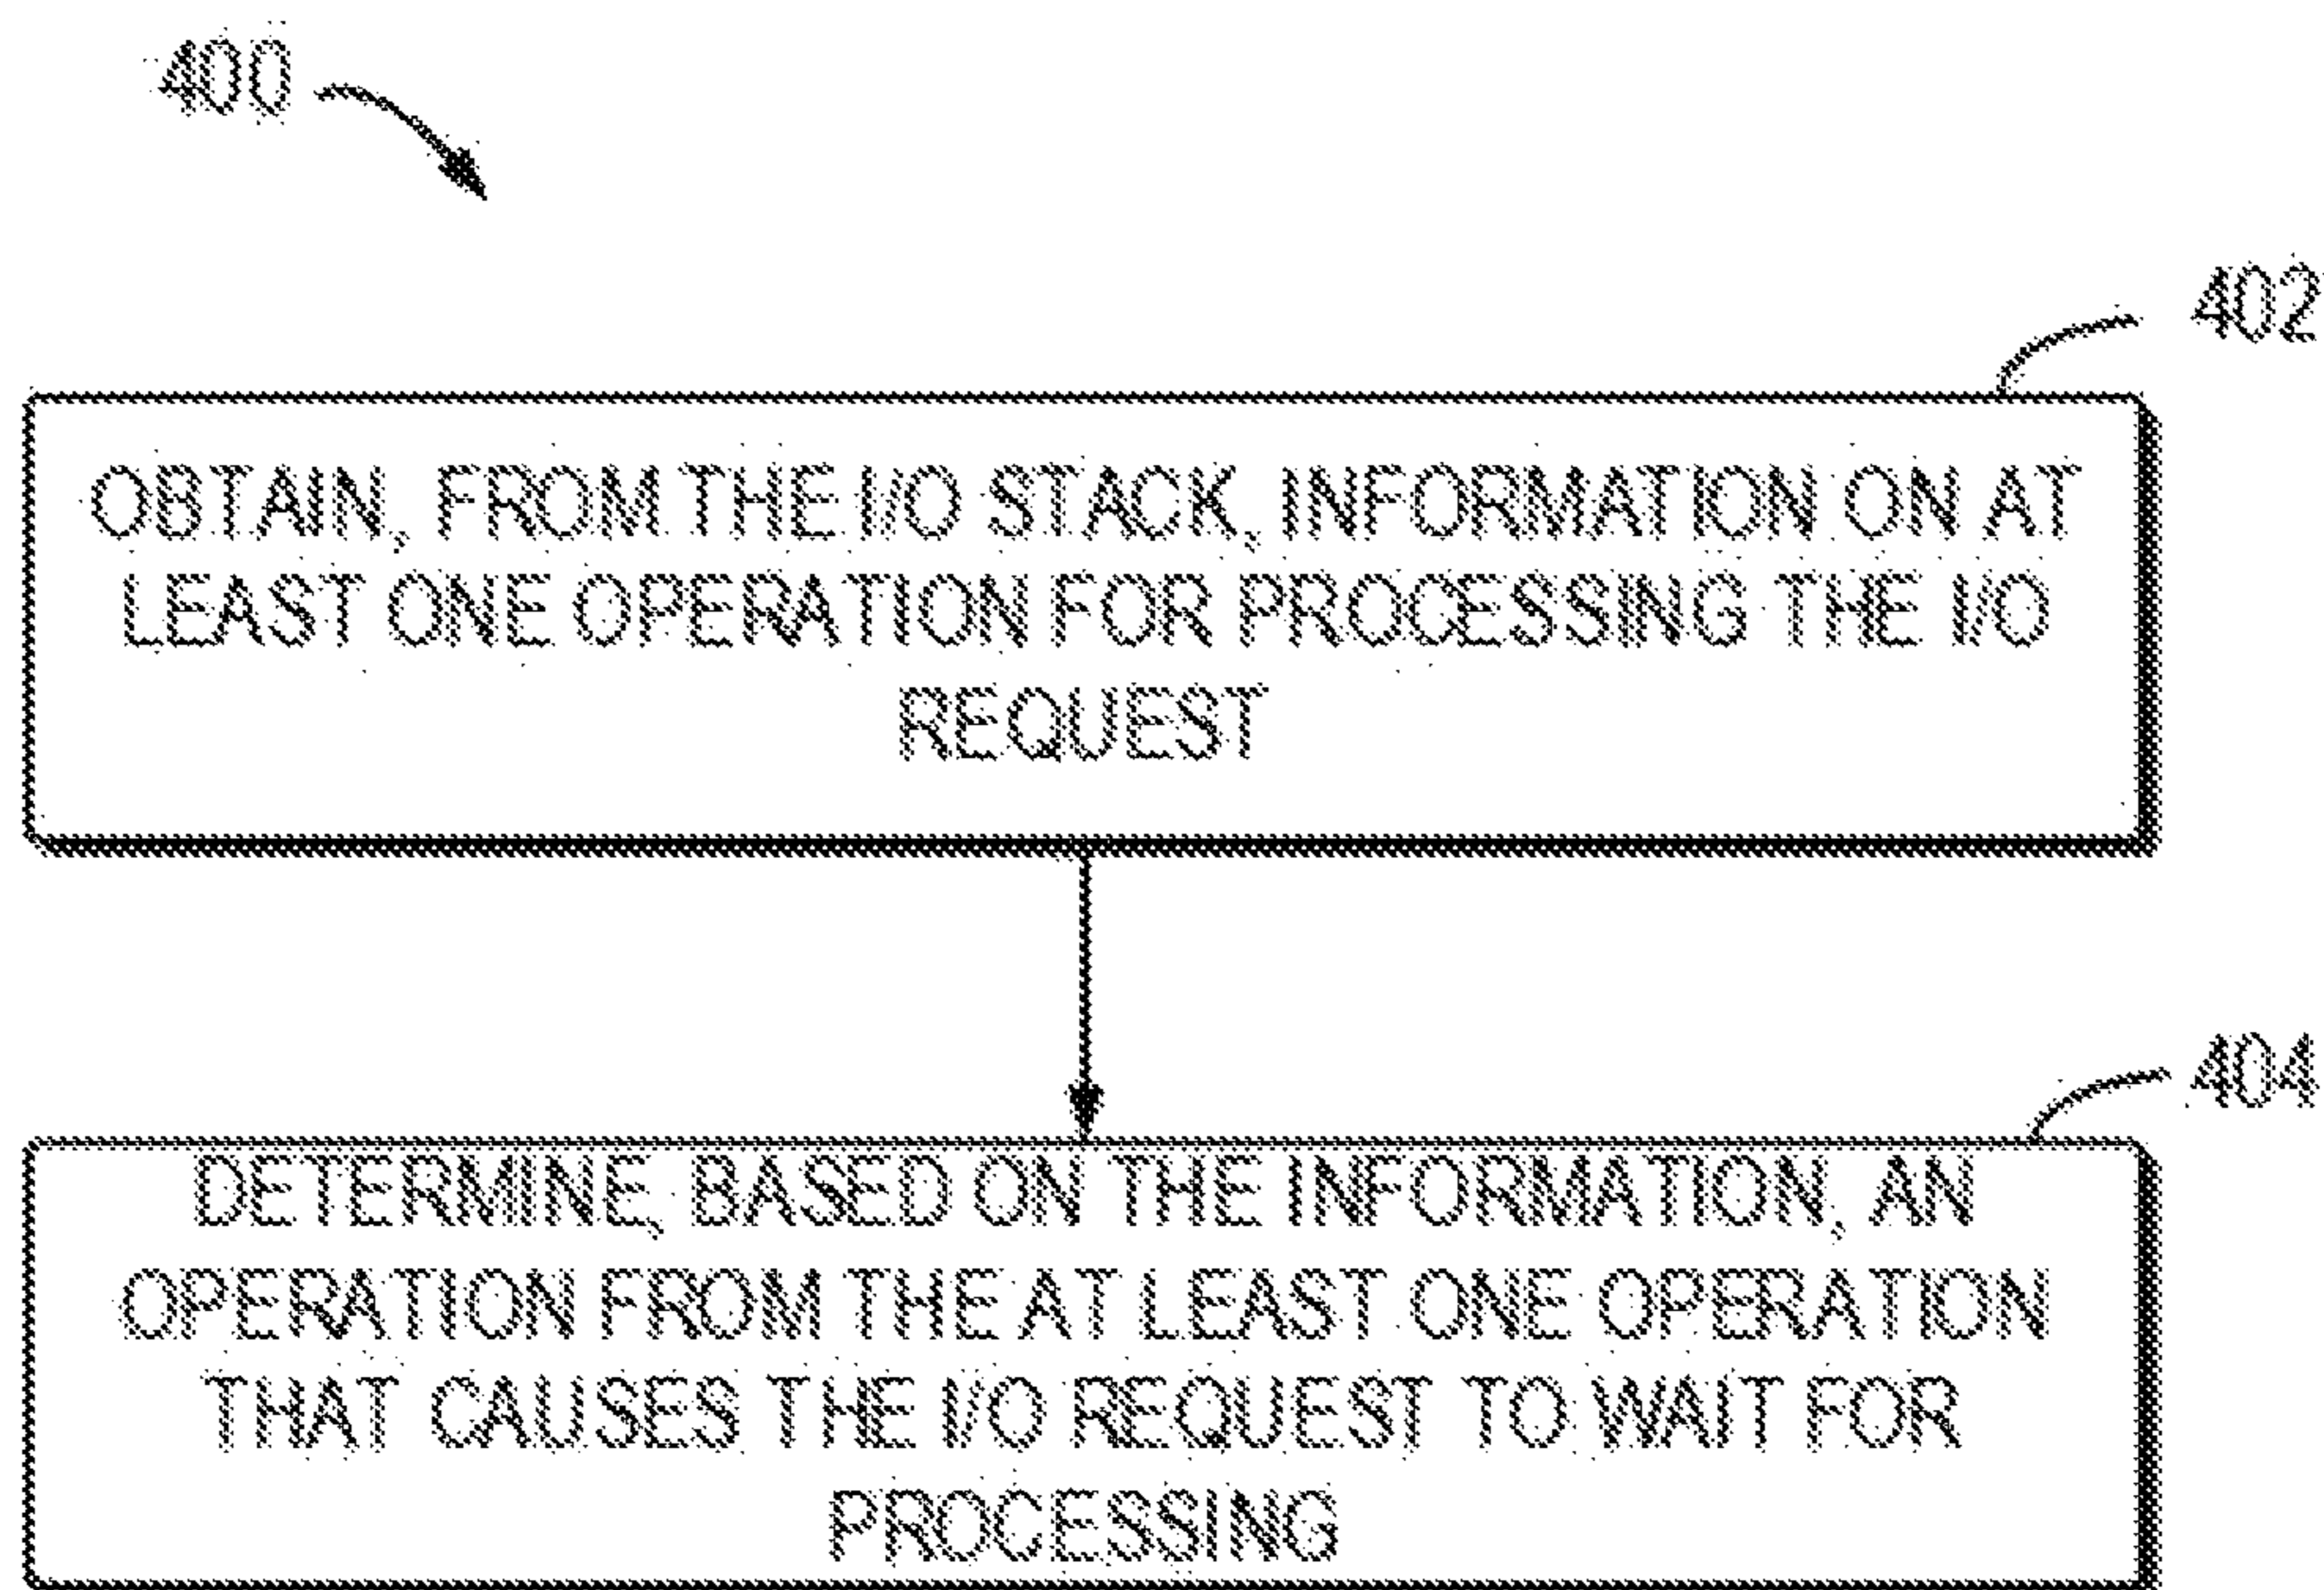 400
402
OBTAIN, FROM THE I/O STACK, INFORMATION ON AT
LEAST ONE OPERATION FOR PROCESSING THE I/O
REQUEST
404
DETERMINE, BASED ON THE INFORMATION, AN
OPERATION FROM THE AT LEAST ONE OPERATION
THAT CAUSES THE I/O REQUEST TO WAIT FOR
PROCESSING